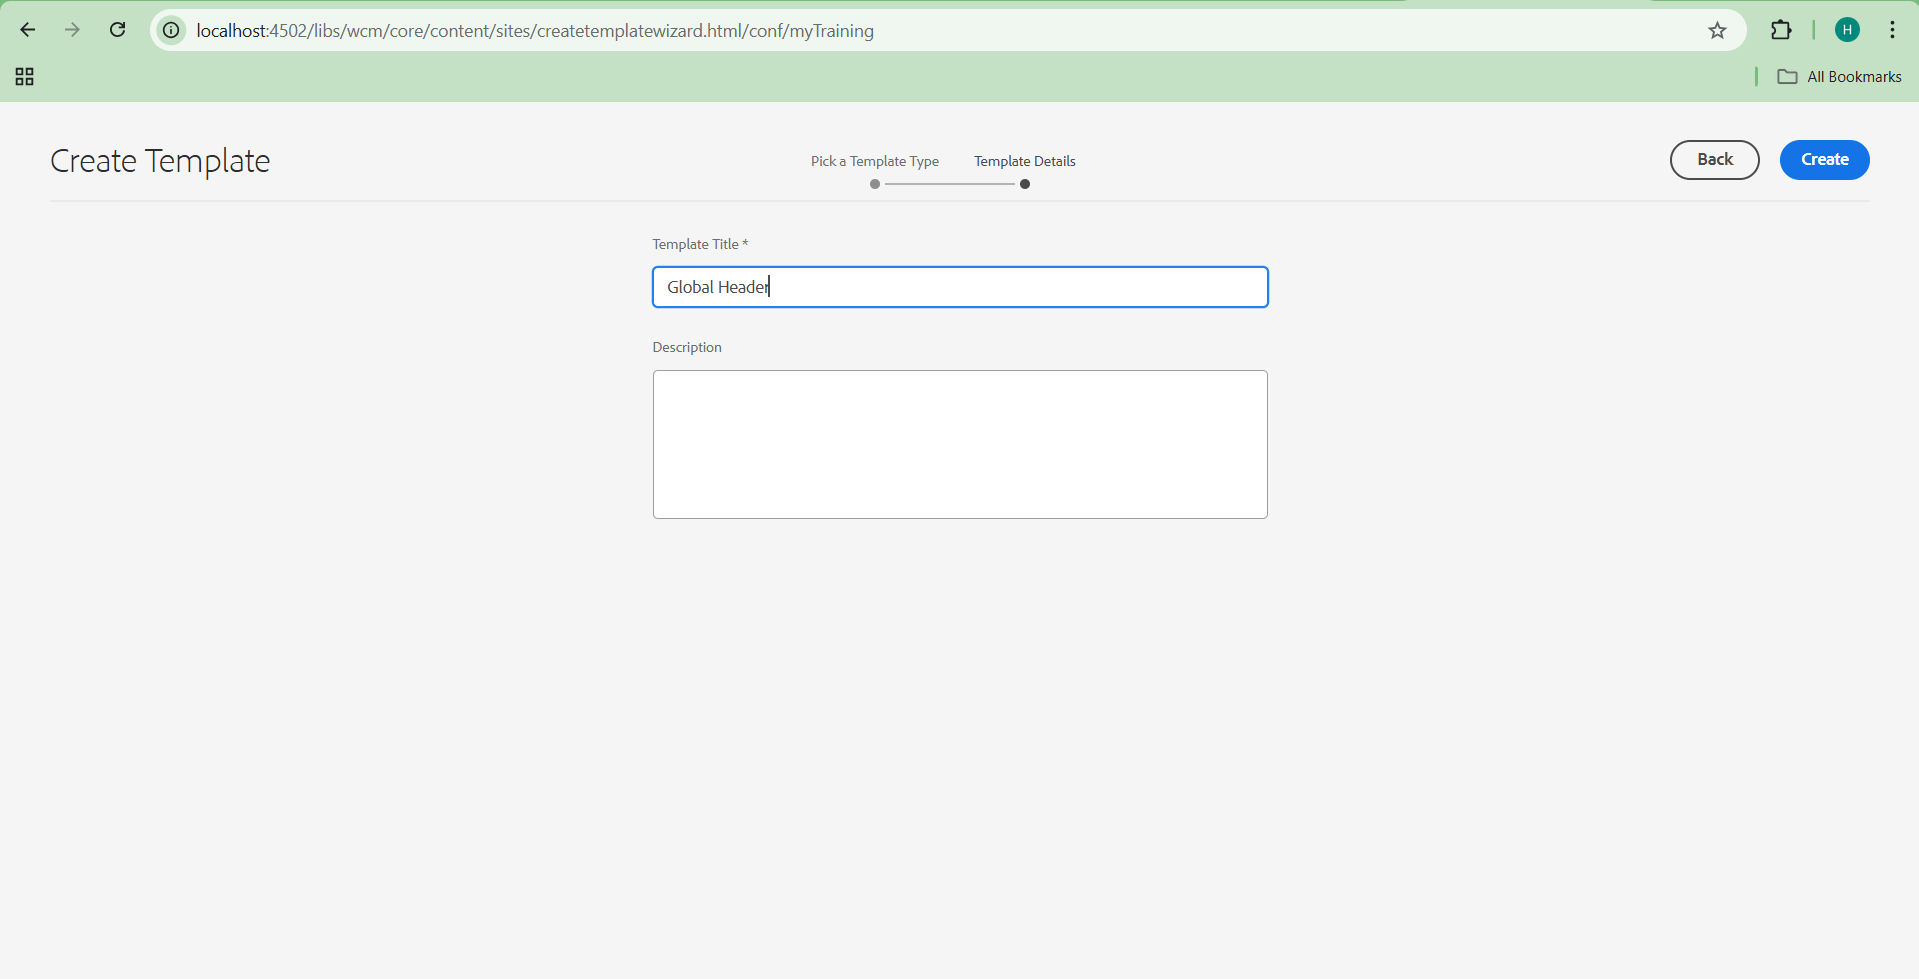 localhost:4502/libs/wcm/core/content/sites/createtemplatewizard.html/conf/myTraining
H
All Bookmarks
Create Template
Pick a Template Type
Template Details
Back
Create
Template Title *
Global Header
Description